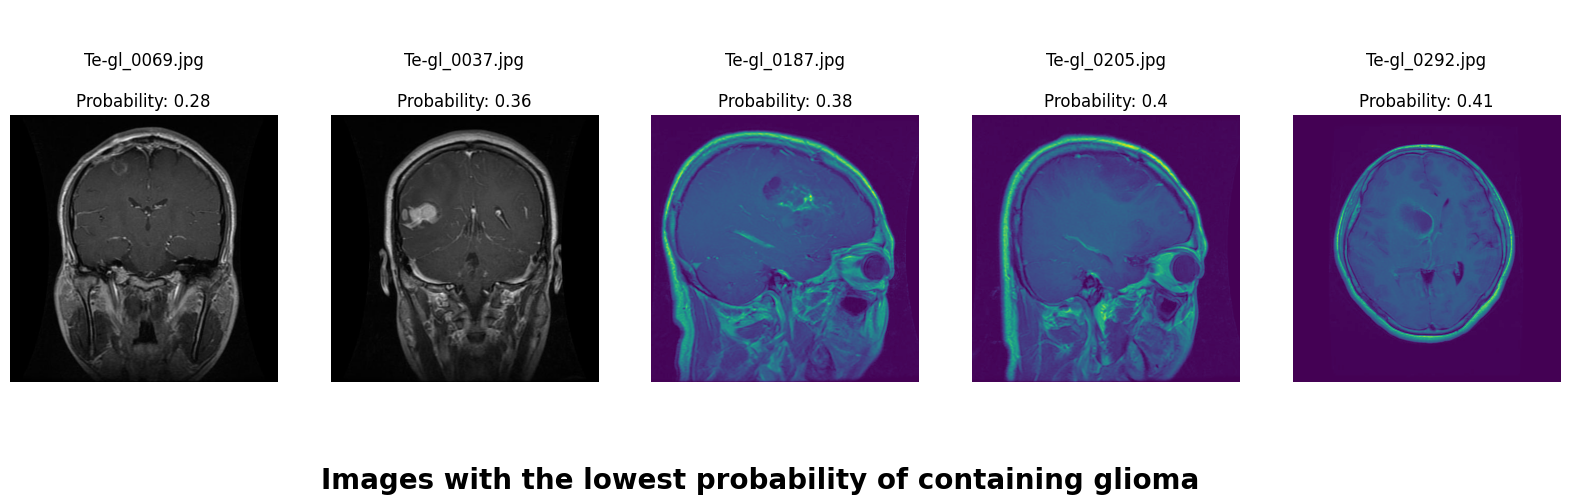 Te-gl_0069.jpg
Probability: 0.28
Te-gl_0037.jpg
Probability: 0.36
Te-gl_0187.jpg
Probability: 0.38
Te-gl_0205.jpg
Probability: 0.4
Te-gl_0292.jpg
Probability: 0.41
Images with the lowest probability of containing glioma